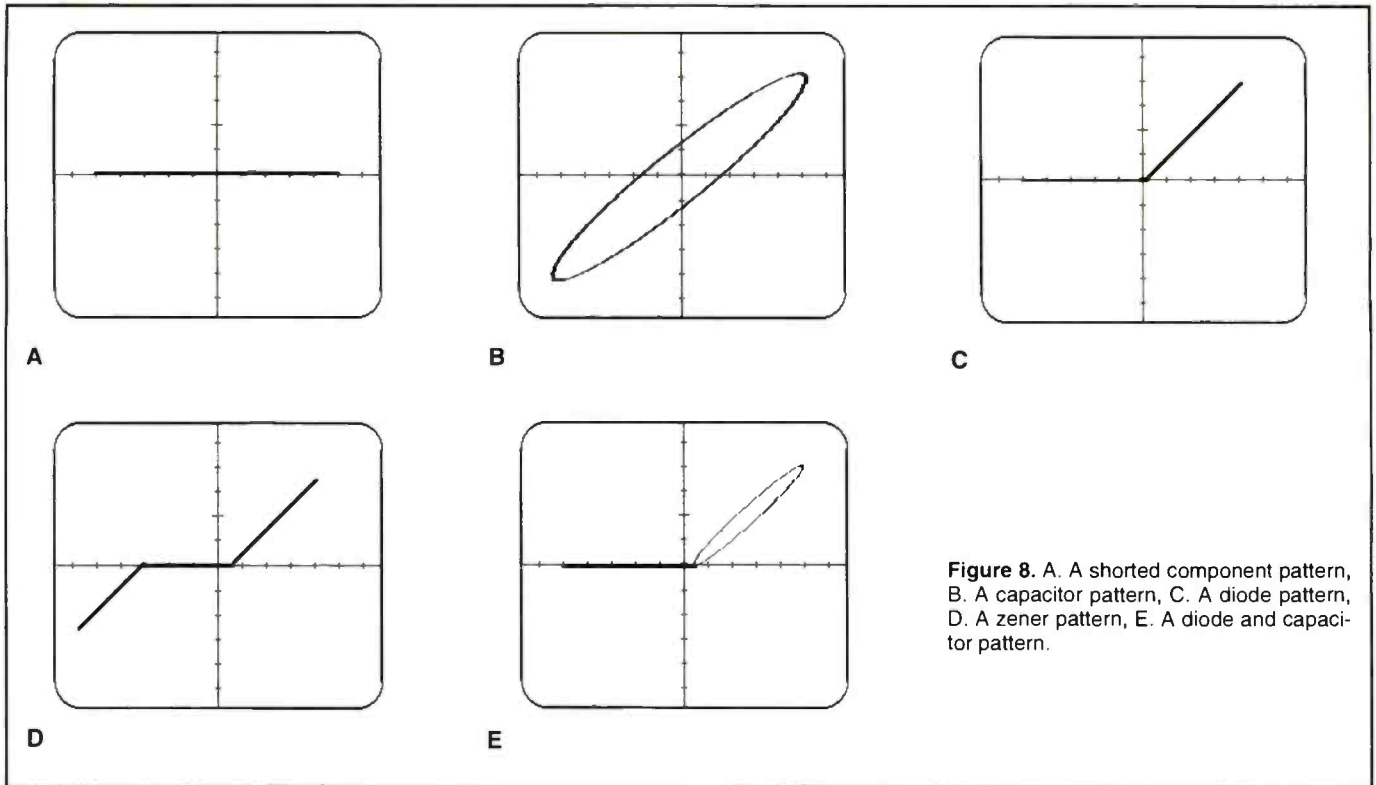 A
B
C
D
E
Figure 8. A. A shorted component pattern,
B. A capacitor pattern, C. A diode pattern,
D. A zener pattern, E. A diode and capaci-
tor pattern.